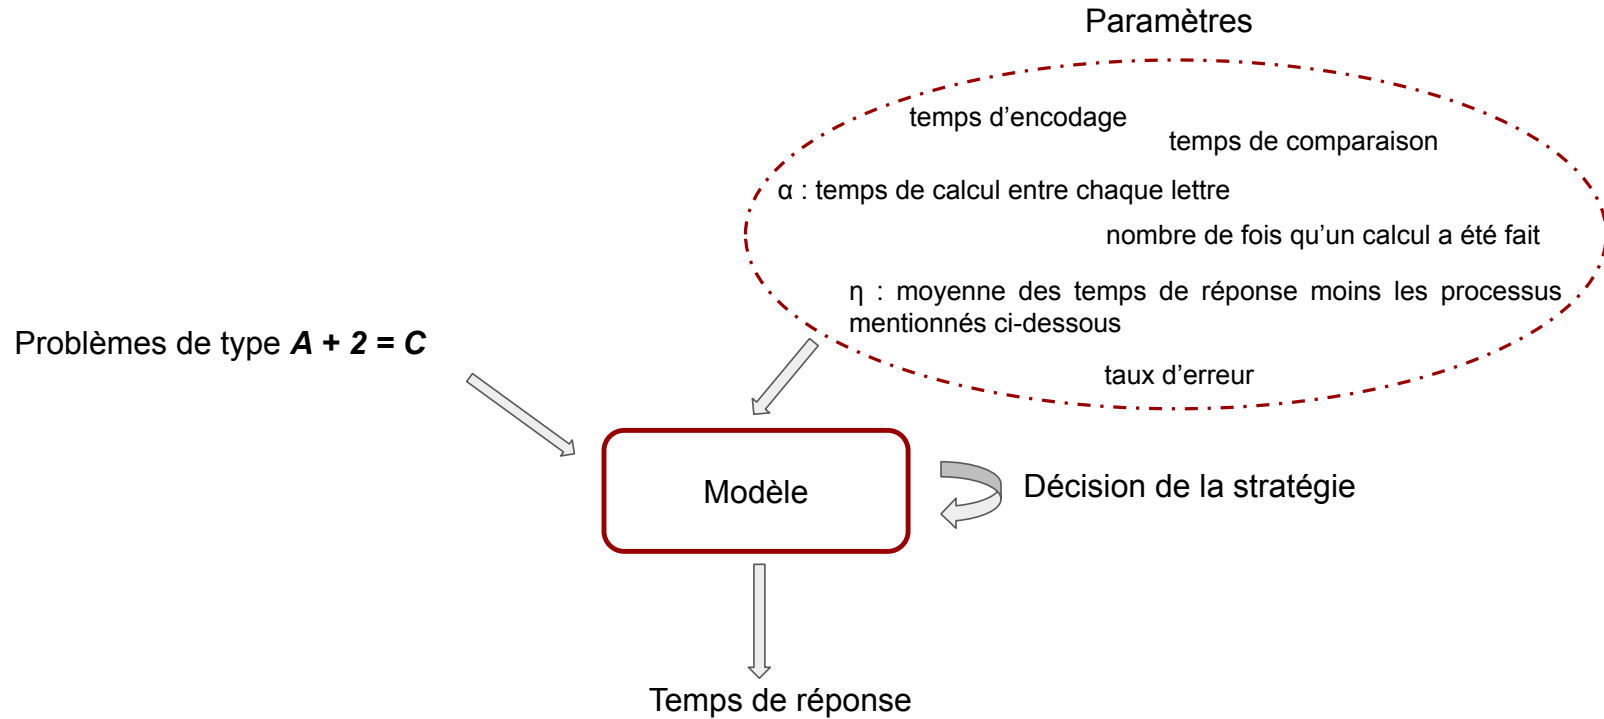 Paramètres
temps d’encodage
temps de comparaison
α : temps de calcul entre chaque lettre
nombre de fois qu’un calcul a été fait
η : moyenne des temps de réponse moins les processus
mentionnés ci-dessous
Problèmes de type A + 2 = C
taux d’erreur
Modèle
Décision de la stratégie
Temps de réponse